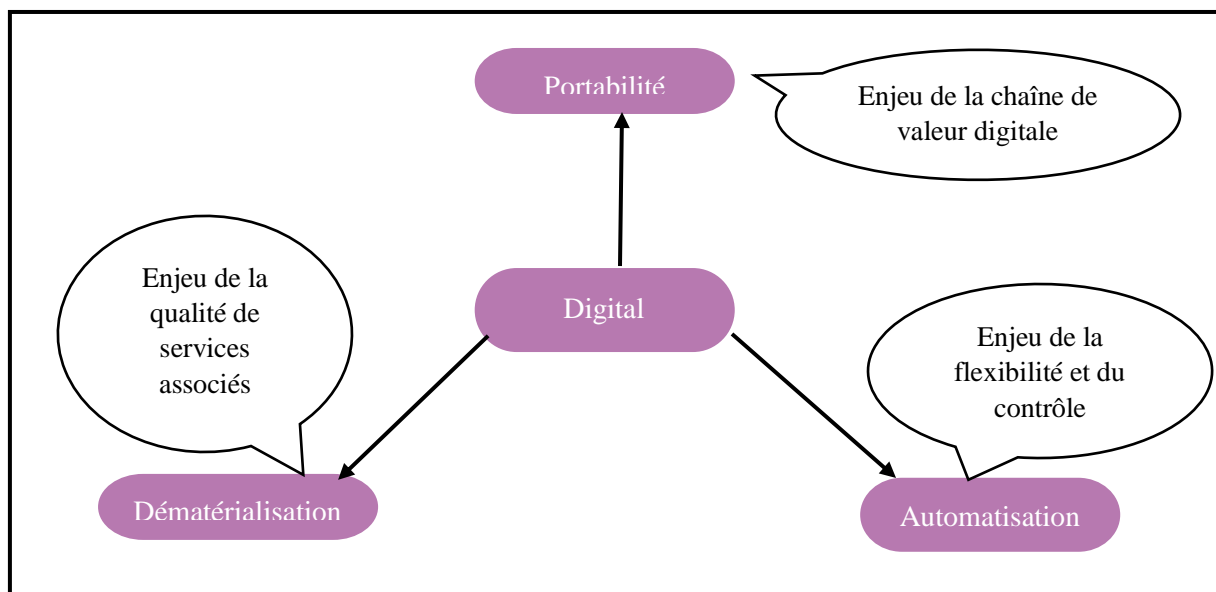 Portabilité
Enjeu de la chaîne de
valeur digitale
Enjeu de la
qualité de
services
associés
Digital
Enjeu de la
flexibilité et du
contrôle
Dématérialisation
Automatisation